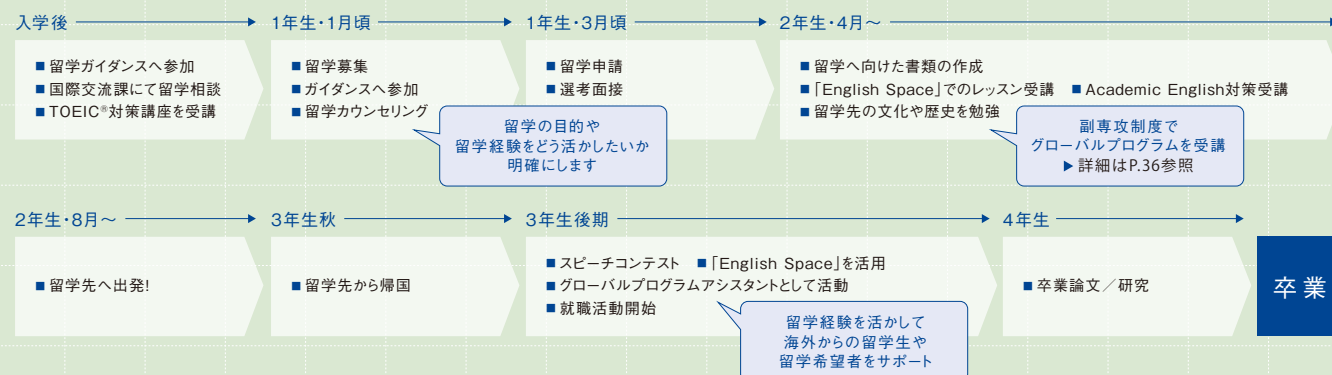 入学後
■ 留学ガイダンスへ参加
■ 国際交流課にて留学相談
■ TOEIC®対策講座を受講
1年生・1月頃
■ 留学募集
■ ガイダンスへ参加
■ 留学カウンセリング
留学の目的や
留学経験をどう活かしたいか
明確にします
1年生・3月頃
■ 留学申請
■ 選考面接
2年生・4月～
■ 留学へ向けた書類の作成
■ 「English Space」でのレッスン受講 ■ Academic English対策受講
■ 留学先の文化や歴史を勉強
副専攻制度で
グローバルプログラムを受講
▶ 詳細はP.36参照
2年生・8月～
■ 留学先へ出発!
3年生秋
■ 留学先から帰国
3年生後期
■ スピーチコンテスト ■ 「English Space」を活用
■ グローバルプログラムアシスタントとして活動
■ 就職活動開始
留学経験を活かして
海外からの留学生や
留学希望者をサポート
4年生
■ 卒業論文／研究
卒業